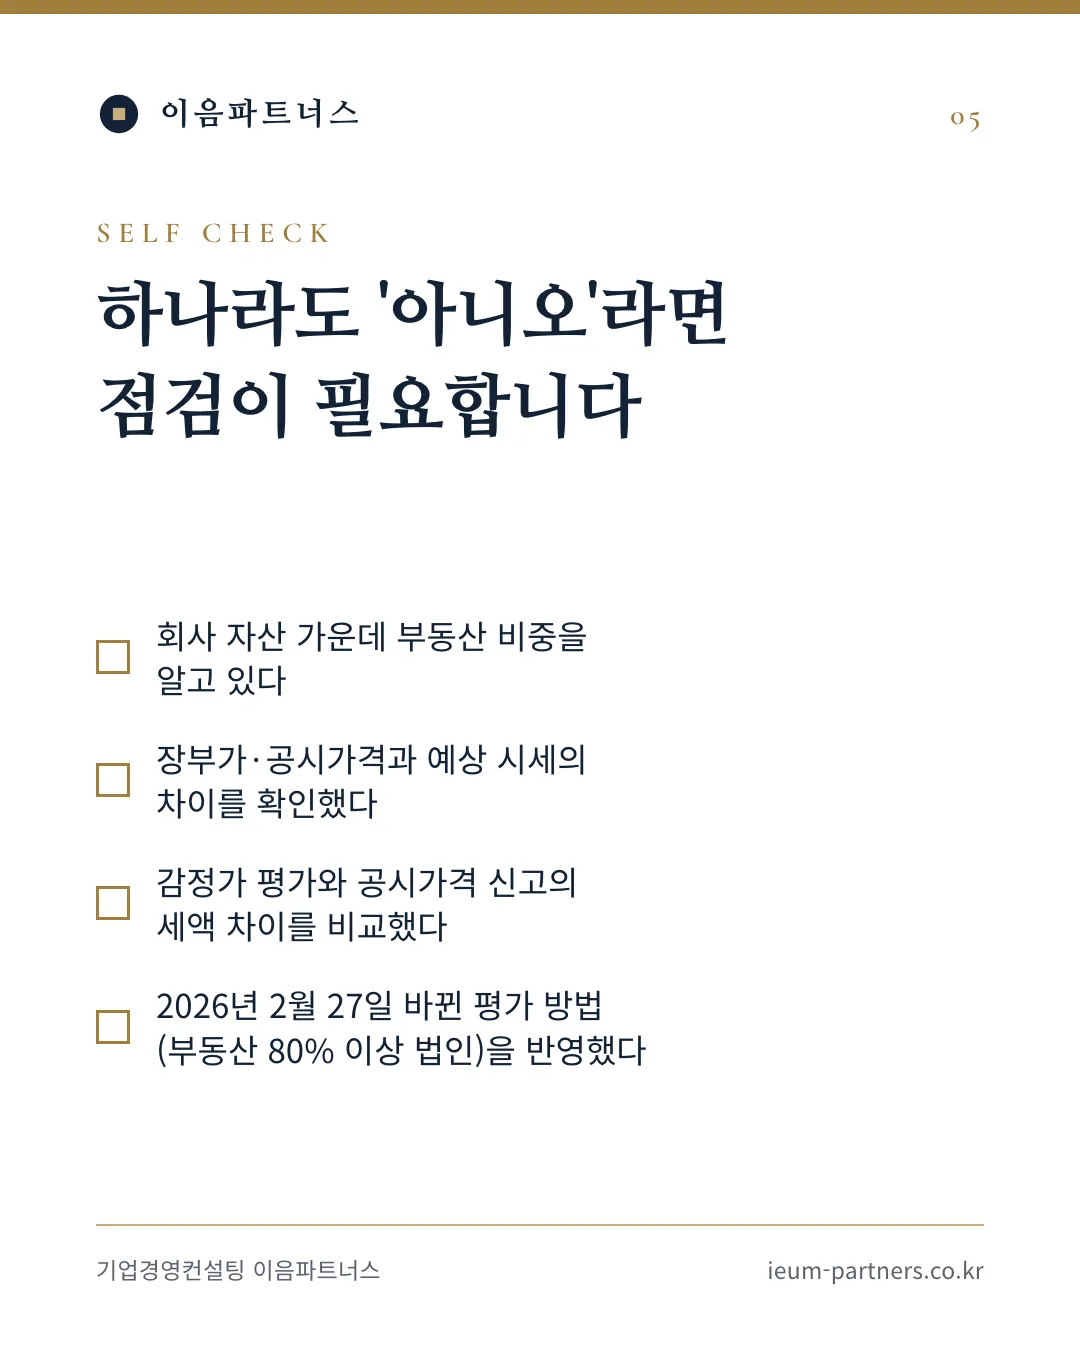 이음파트너스
05
SELF CHECK
하나라도 '아니오'라면
점검이 필요합니다
회사 자산 가운데 부동산 비중을
알고 있다
장부가·공시가격과 예상 시세의
차이를 확인했다
감정가 평가와 공시가격 신고의
세액 차이를 비교했다
2026년 2월 27일 바뀐 평가 방법
(부동산 80% 이상 법인)을 반영했다
기업경영컨설팅 이음파트너스
ieum-partners.co.kr